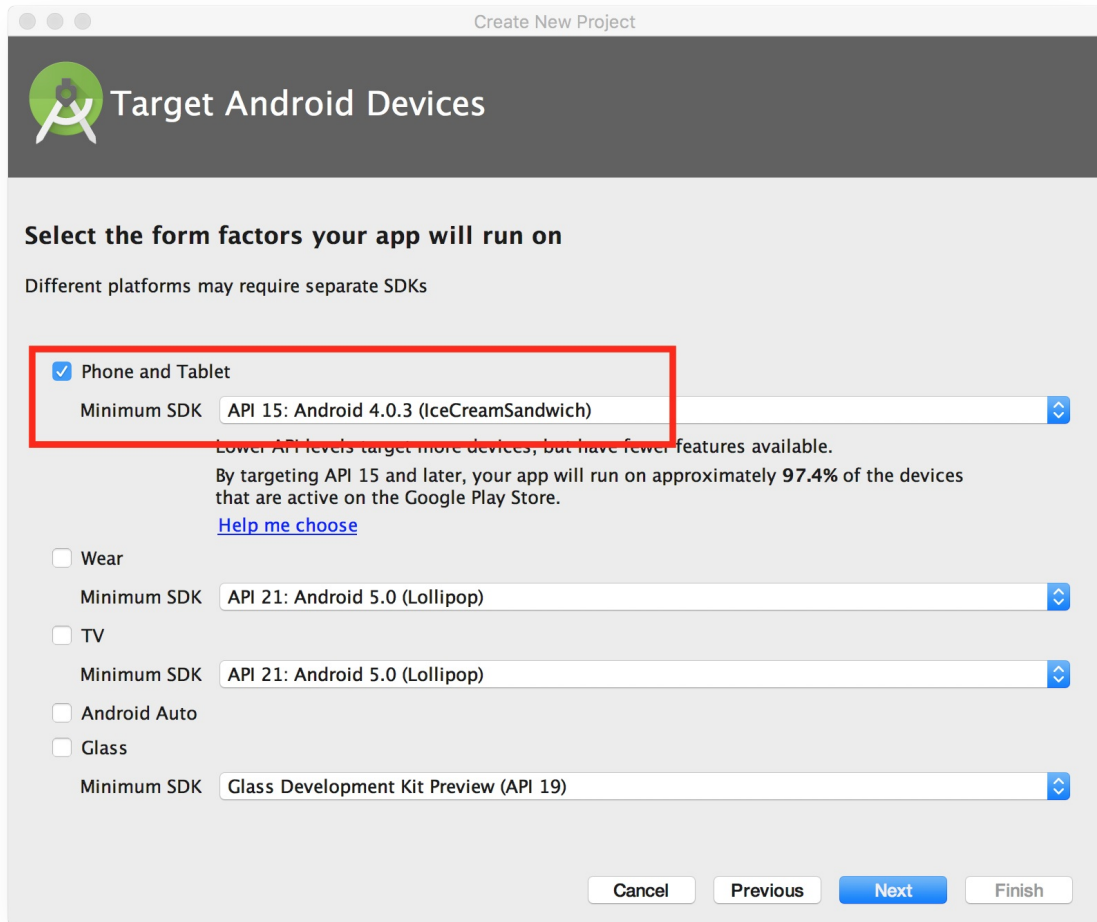 Create New Project
Target Android Devices
Select the form factors your app will run on
Different platforms may require separate SDKs
Phone and Tablet
Minimum SDK API 15: Android 4.0.3 (IceCreamSandwich)
Lower API levels target more devices, but have fewer features available.
By targeting API 15 and later, your app will run on approximately 97.4% of the devices
that are active on the Google Play Store.
Help me choose
Wear
Minimum SDK API 21: Android 5.0 (Lollipop)
TV
Minimum SDK API 21: Android 5.0 (Lollipop)
Android Auto
Glass
Minimum SDK Glass Development Kit Preview (API 19)
Cancel Previous Next Finish